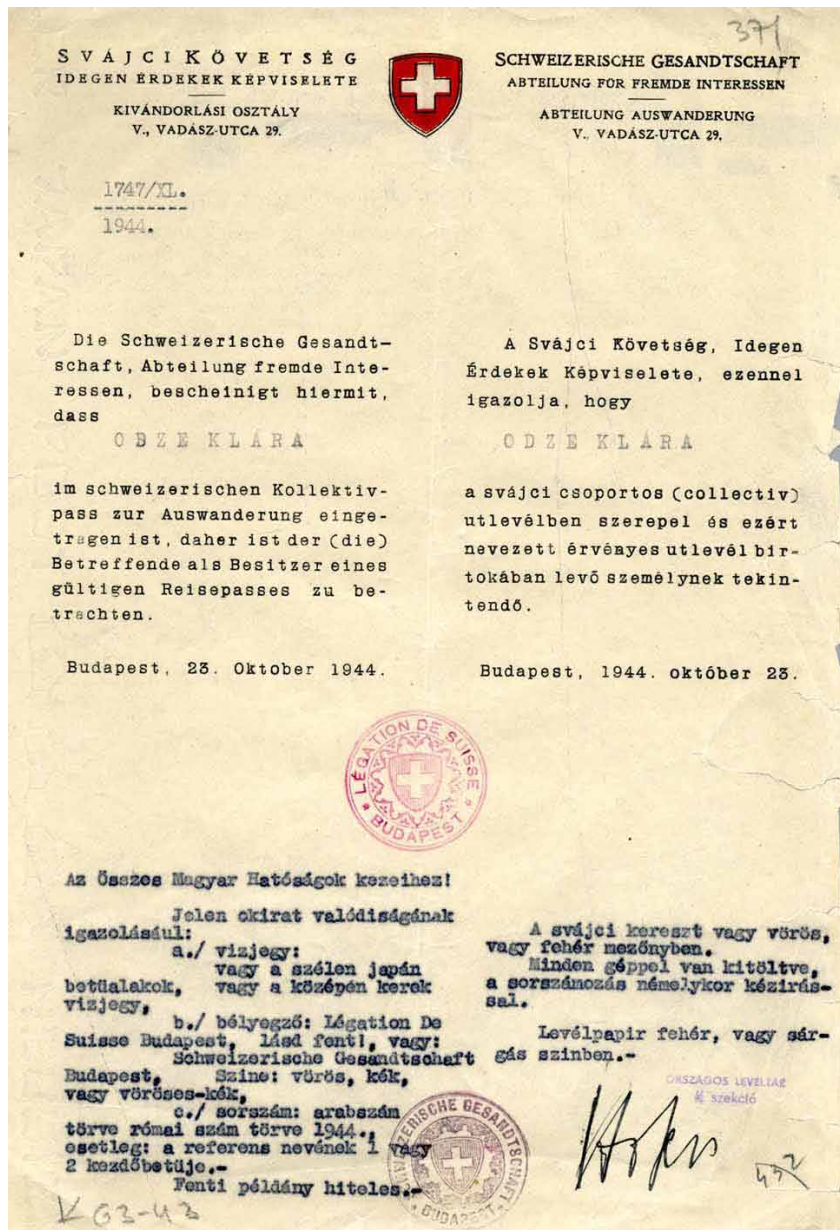 37/
SVÁJCI KÖVETSÉG
IDEGEN ÉRDEKEK KÉPVISELETE
KIVÁNDORLÁSI OSZTÁLY
V., VADÁSZ-UTCA 29.
SCHWEIZERISCHE GESANDTSCHAFT
ABTEILUNG FÜR FREMDE INTERESSEN
ABTEILUNG AUSWANDERUNG
V., VADÁSZ-UTCA 29.
1747/XL.
1944.
Die Schweizerische Gesandt-
schaft, Abteilung fremde Inte-
ressen, bescheinigt hiermit,
dass
OBZE KLÁRA
im schweizerischen Kollektiv-
pass zur Auswanderung einge-
tragen ist, daher ist der (die)
Betreffende als Besitzer eines
gültigen Reisepasses zu be-
trachten.
Budapest, 23. Oktober 1944.
A Svájci Követség, Idegen
Érdekek Képviselete, ezennel
igazolja, hogy
ODZE KLÁRA
a svájci csoportos (collectiv)
utlevélben szerepel és ezért
nevezett érvényes utlevél bir-
tokában levő személynek tekin-
tendő.
Budapest, 1944. október 23.
LÉGATION DE SUISSE
* BUDAPEST *
Az Összes Magyar Hatóságok kezeihez!
Jelen okirat valódiságának
igazolásául:
a./ vizjegy:
vagy a szélen japán
betüalakok, vagy a középén kerek
vizjegy,
b./ bélyegző: Légation De
Suisse Budapest, lásd fent!, vagy:
Schweizerische Gesandtschaft
Budapest, Szine: vörös, kék,
vagy vöröses-kék,
c./ sorszám: arabszám
törve római szám törve 1944.,
esetleg: a referens nevének 1 vagy
2 kezdőbetüje.-
Fenti példány hiteles.-
A svájci kereszt vagy vörös,
vagy fehér mezőnyben.
Minden géppel van kitöltve,
a sorszámozás némelykor kézirás-
sal.
Levélpapir fehér, vagy sár-
gás szinben.-
ORSZÁGOS LEVÉLTÁR
szekció
SCHWEIZERISCHE GESANDTSCHAFT
BUDAPEST
K 63-43